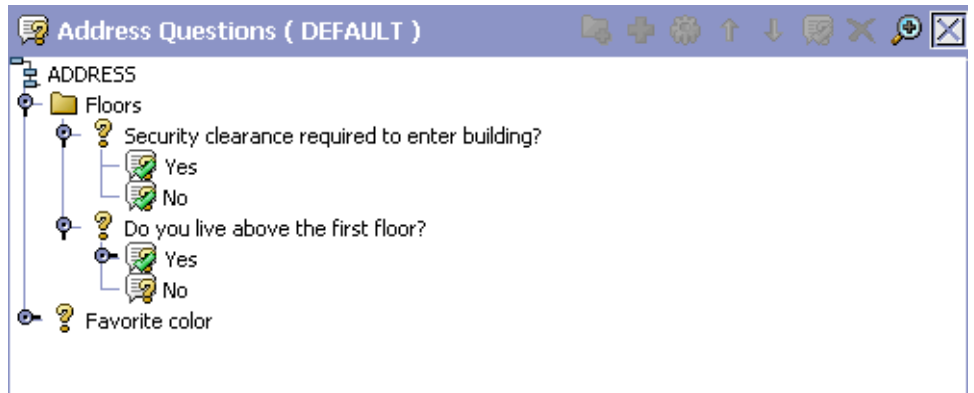 Address Questions ( DEFAULT )
ADDRESS
Floors
Security clearance required to enter building?
Yes
No
Do you live above the first floor?
Yes
No
Favorite color